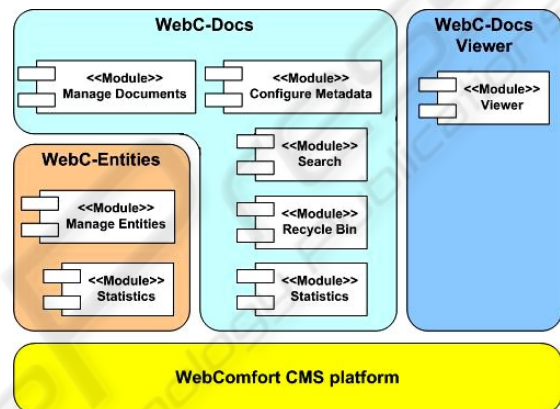 WebC-Docs
<<Module>>
Manage Documents
<<Module>>
Configure Metadata
<<Module>>
Search
<<Module>>
Recycle Bin
<<Module>>
Statistics
WebC-Entities
<<Module>>
Manage Entities
<<Module>>
Statistics
WebC-Docs
Viewer
<<Module>>
Viewer
WebComfort CMS platform